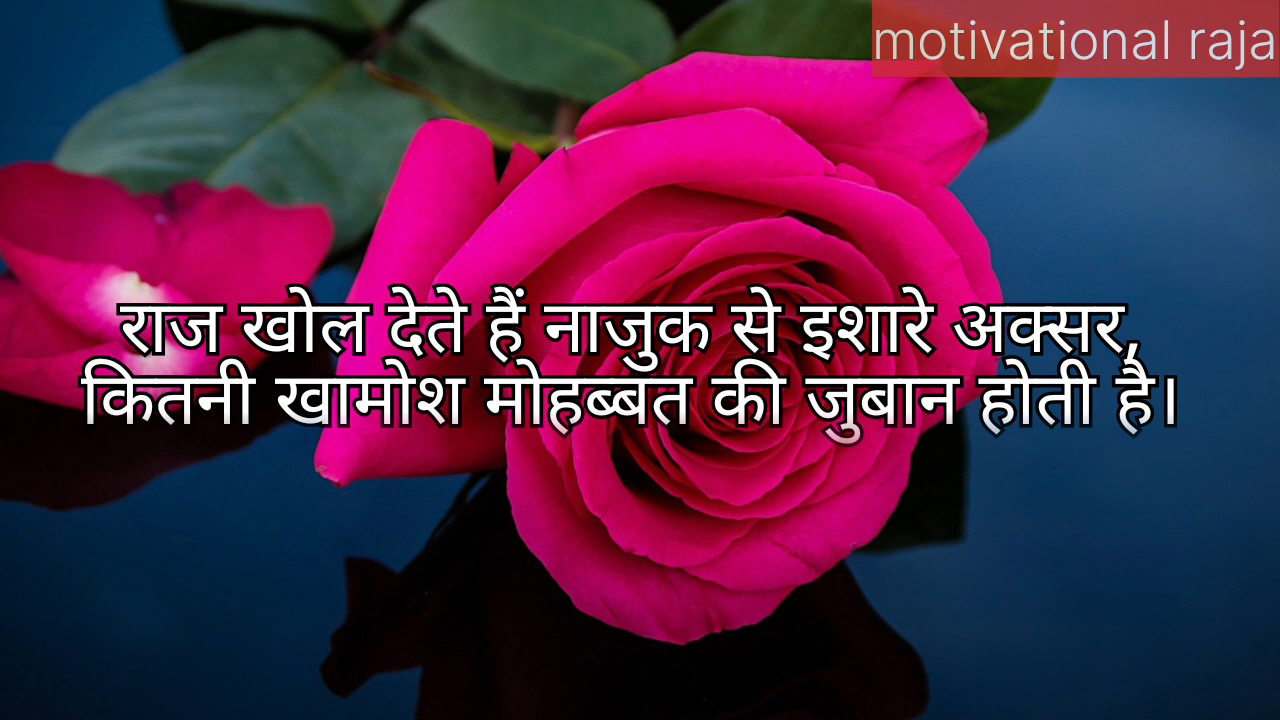 motivational raja
राज खोल देते हैं नाजुक से इशारे अक्सर,
कितनी खामोश मोहब्बत की जुबान होती है।